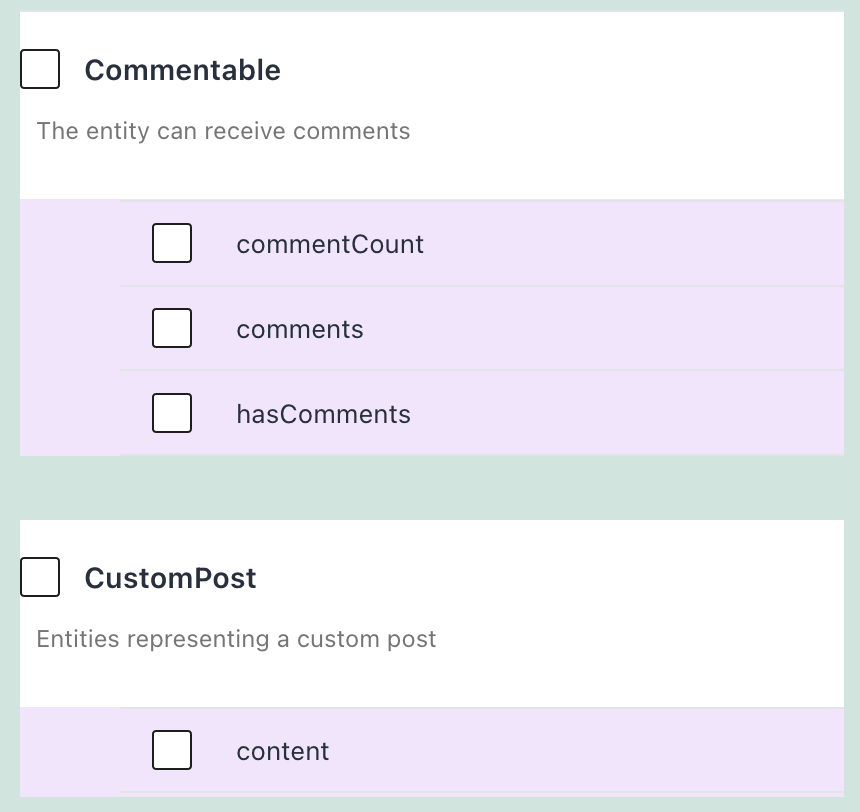 Commentable
The entity can receive comments
commentCount
comments
hasComments
CustomPost
Entities representing a custom post
content